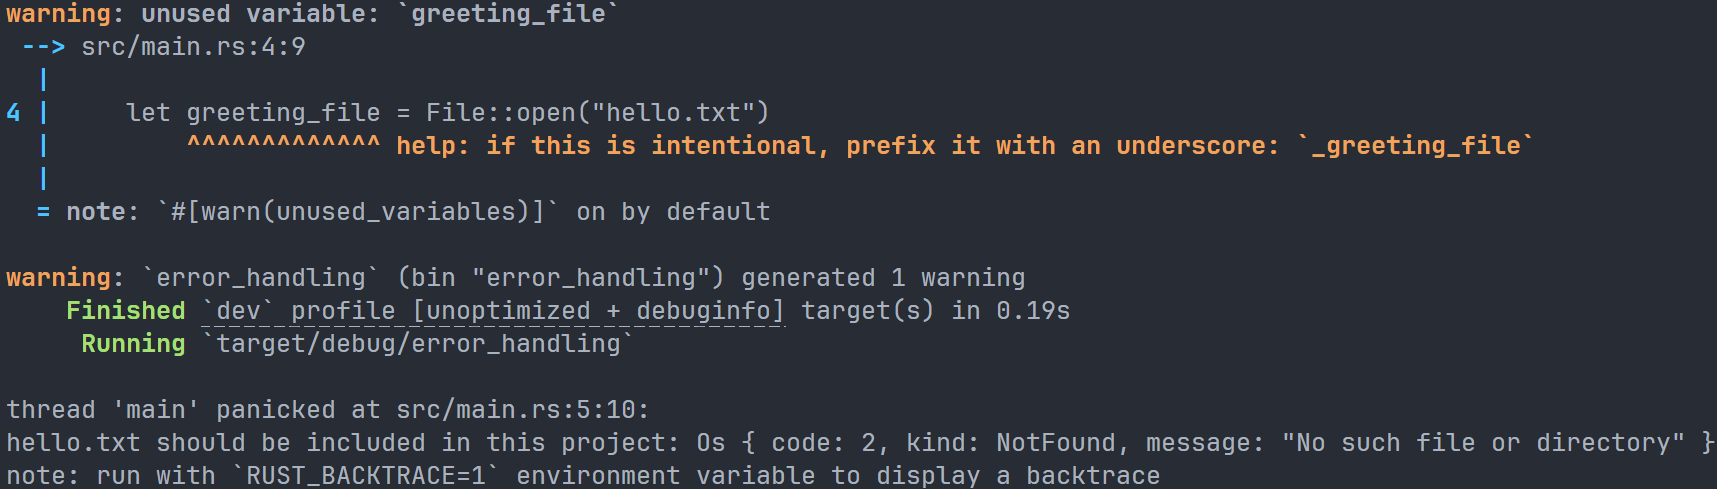 warning: unused variable: `greeting_file`
 --> src/main.rs:4:9
  |
4 |     let greeting_file = File::open("hello.txt")
  |         ^^^^^^^^^^^^^ help: if this is intentional, prefix it with an underscore: `_greeting_file`
  |
  = note: `#[warn(unused_variables)]` on by default

warning: `error_handling` (bin "error_handling") generated 1 warning
    Finished `dev` profile [unoptimized + debuginfo] target(s) in 0.19s
     Running `target/debug/error_handling`

thread 'main' panicked at src/main.rs:5:10:
hello.txt should be included in this project: Os { code: 2, kind: NotFound, message: "No such file or directory" }
note: run with `RUST_BACKTRACE=1` environment variable to display a backtrace